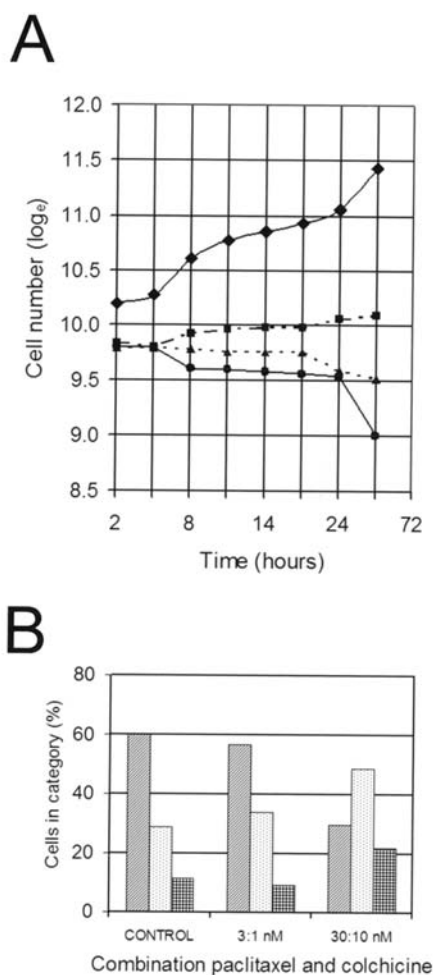 A
12.0
11.5
11.0
10.5
10.0
9.5
9.0
8.5
Cell number (logₑ)
2 8 14 24 72
Time (hours)
B
80
60
40
20
0
Cells in category (%)
CONTROL 3:1 nM 30:10 nM
Combination paclitaxel and colchicine